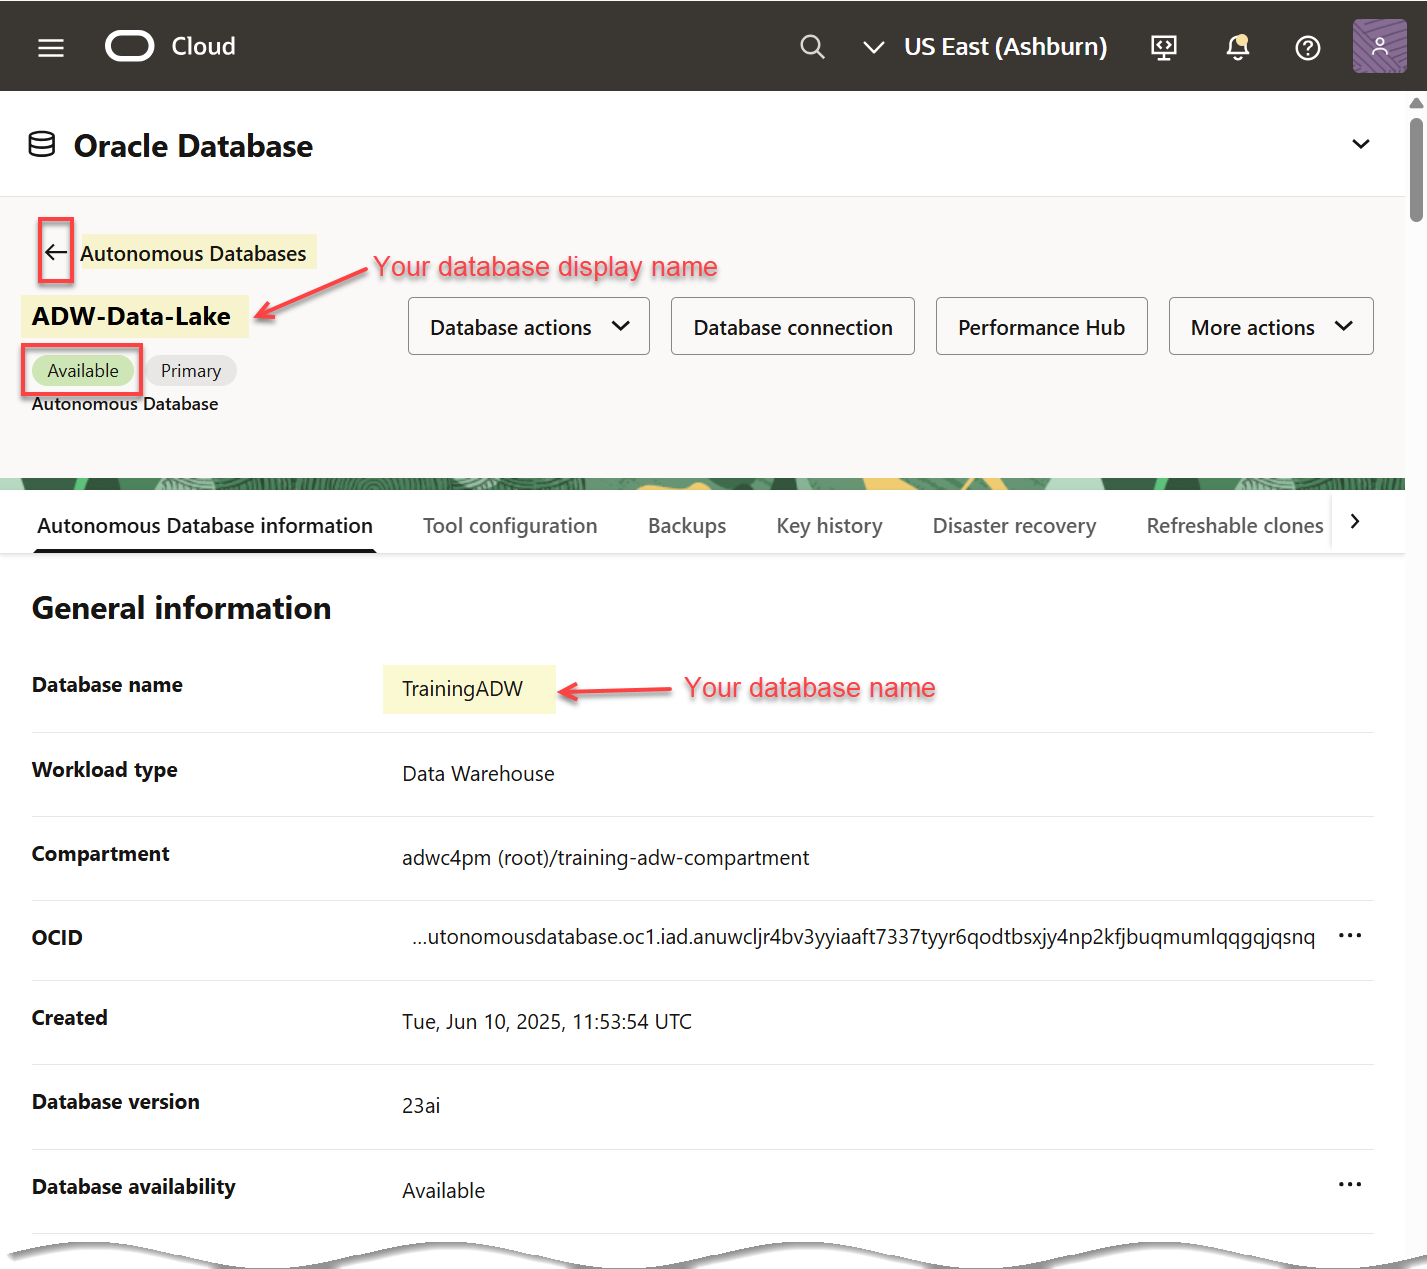 Cloud
US East (Ashburn)
Oracle Database
Autonomous Databases
Your database display name
ADW-Data-Lake
Database actions
Database connection
Performance Hub
More actions
Available
Primary
Autonomous Database
Autonomous Database information
Tool configuration
Backups
Key history
Disaster recovery
Refreshable clones
General information
Database name
TrainingADW
Your database name
Workload type
Data Warehouse
Compartment
adwc4pm (root)/training-adw-compartment
OCID
...utonomousdatabase.oc1.iad.anuwcljr4bv3yyiaaft7337tyyr6qodtbsxjy4np2kfjbuqmumlqqgqjqsnq
Created
Tue, Jun 10, 2025, 11:53:54 UTC
Database version
23ai
Database availability
Available